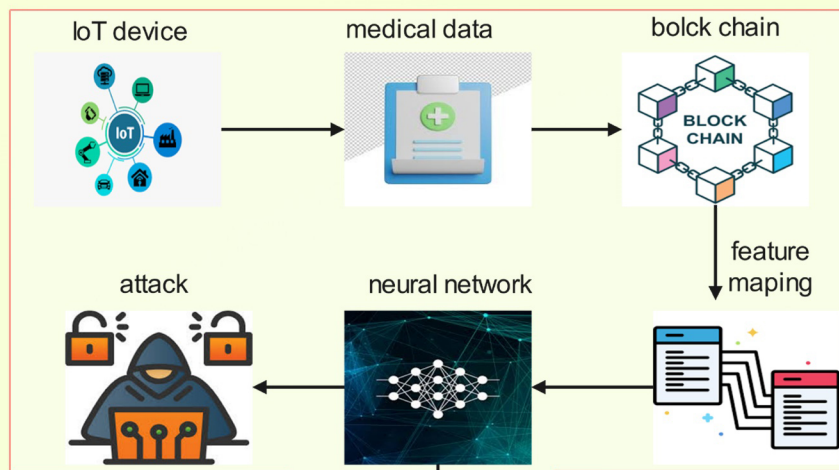 IoT device
medical data
bolck chain
IoT
BLOCK
CHAIN
feature
maping
attack
neural network